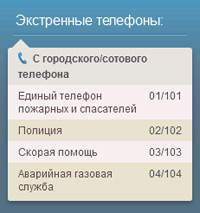 Экстренные телефоны:
С городского/сотового
телефона
Единый телефон 01/101
пожарных и спасателей
Полиция 02/102
Скорая помощь 03/103
Аварийная газовая 04/104
служба